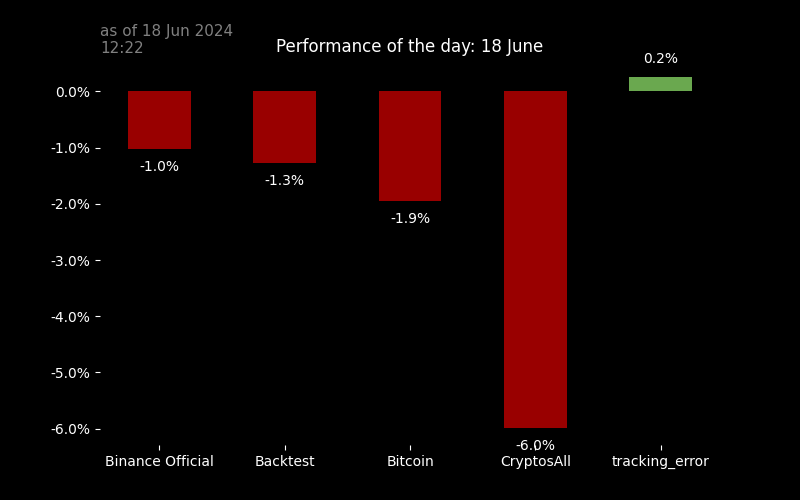 as of 18 Jun 2024
12:22
Performance of the day: 18 June
0.2%
0.0%
-1.0%
-2.0%
-3.0%
-4.0%
-5.0%
-6.0%
-1.0%
-1.3%
-1.9%
-6.0%
Binance Official
Backtest
Bitcoin
CryptosAll
tracking_error